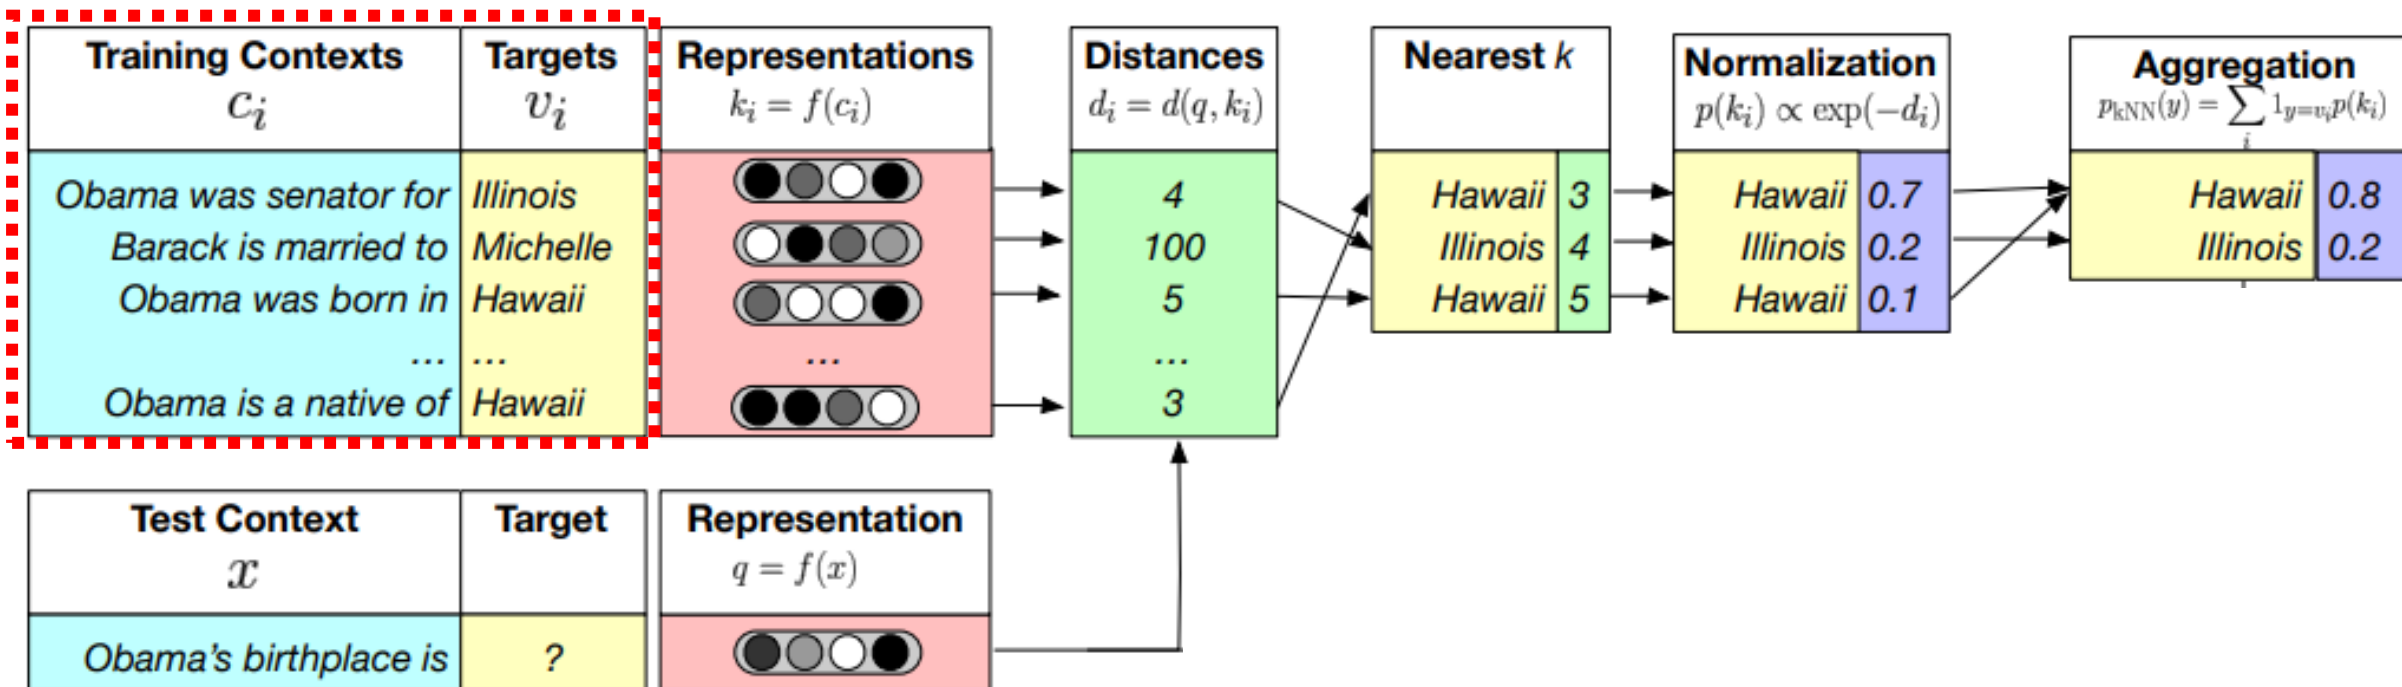 Training Contexts Targets Representations Distances Nearest k Normalization Aggregation
c_i v_i k_i = f(c_i) d_i = d(q, k_i) p(k_i) ∝ exp(−d_i) p_kNN(y) = ∑_i 1_{y=v_i} p(k_i)
Obama was senator for Illinois 4 Hawaii 3 Hawaii 0.7 Hawaii 0.8
Barack is married to Michelle 100 Illinois 4 Illinois 0.2 Illinois 0.2
Obama was born in Hawaii 5 Hawaii 5 Hawaii 0.1
... ... ... ...
Obama is a native of Hawaii 3
Test Context Target Representation
x q = f(x)
Obama's birthplace is ?